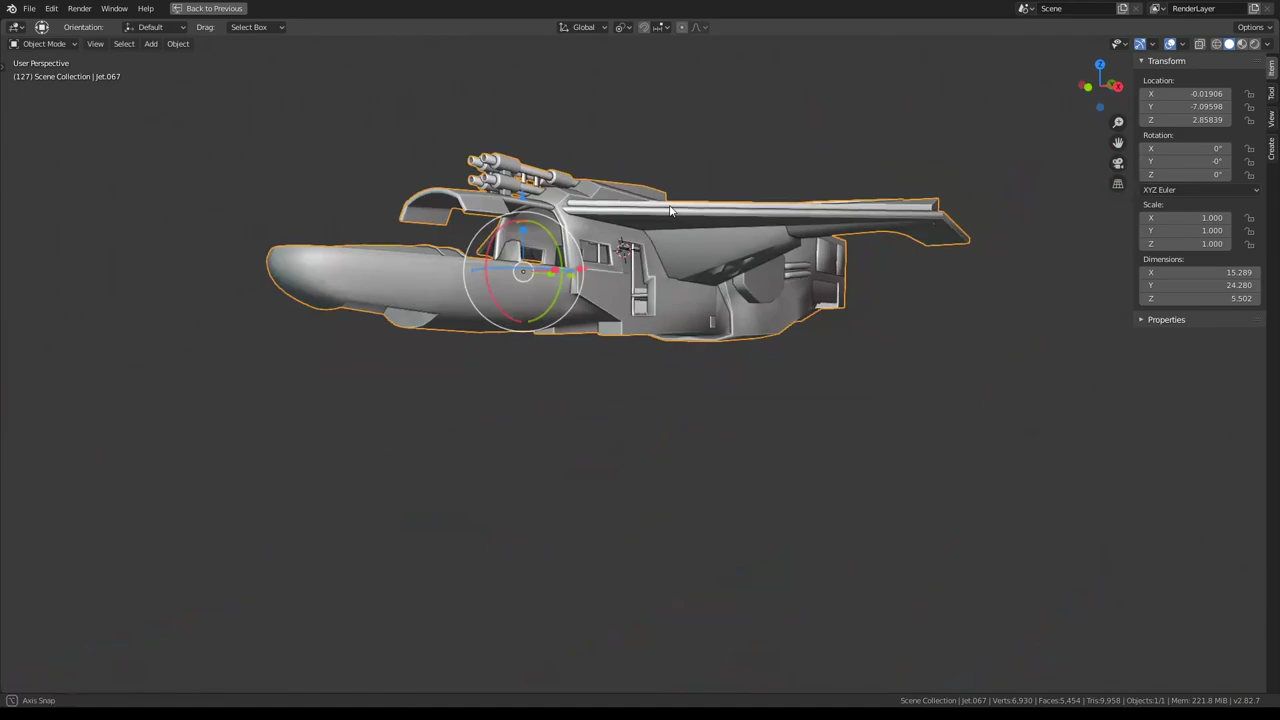 File Edit Render Window Help Back to Previous Scene RenderLayer
Orientation: Default Drag: Select Box Global Options
Object Mode View Select Add Object
User Perspective
(127) Scene Collection | Jet.067
Z
Y
X
Transform
Location:
X -0.01906
Y -7.09598
Z 2.85839
Rotation:
X 0°
Y -0°
Z 0°
XYZ Euler
Scale:
X 1.000
Y 1.000
Z 1.000
Dimensions:
X 15.289
Y 24.280
Z 5.502
Properties
Item
Tool
View
Create
Axis Snap
Scene Collection | Jet.067 | Verts:6,930 | Faces:5,454 | Tris:9,958 | Objects:1/1 | Mem: 221.8 MiB | v2.82.7